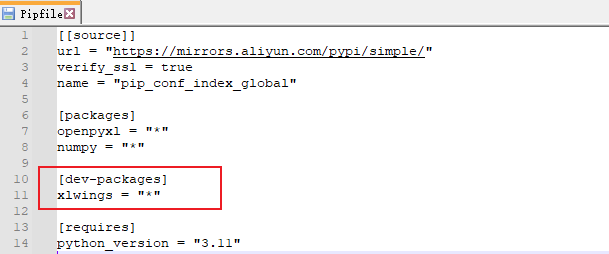 Pipfile
1 [[source]]
2 url = "https://mirrors.aliyun.com/pypi/simple/"
3 verify_ssl = true
4 name = "pip_conf_index_global"
5
6 [packages]
7 openpyxl = "*"
8 numpy = "*"
9
10 [dev-packages]
11 xlwings = "*"
12
13 [requires]
14 python_version = "3.11"